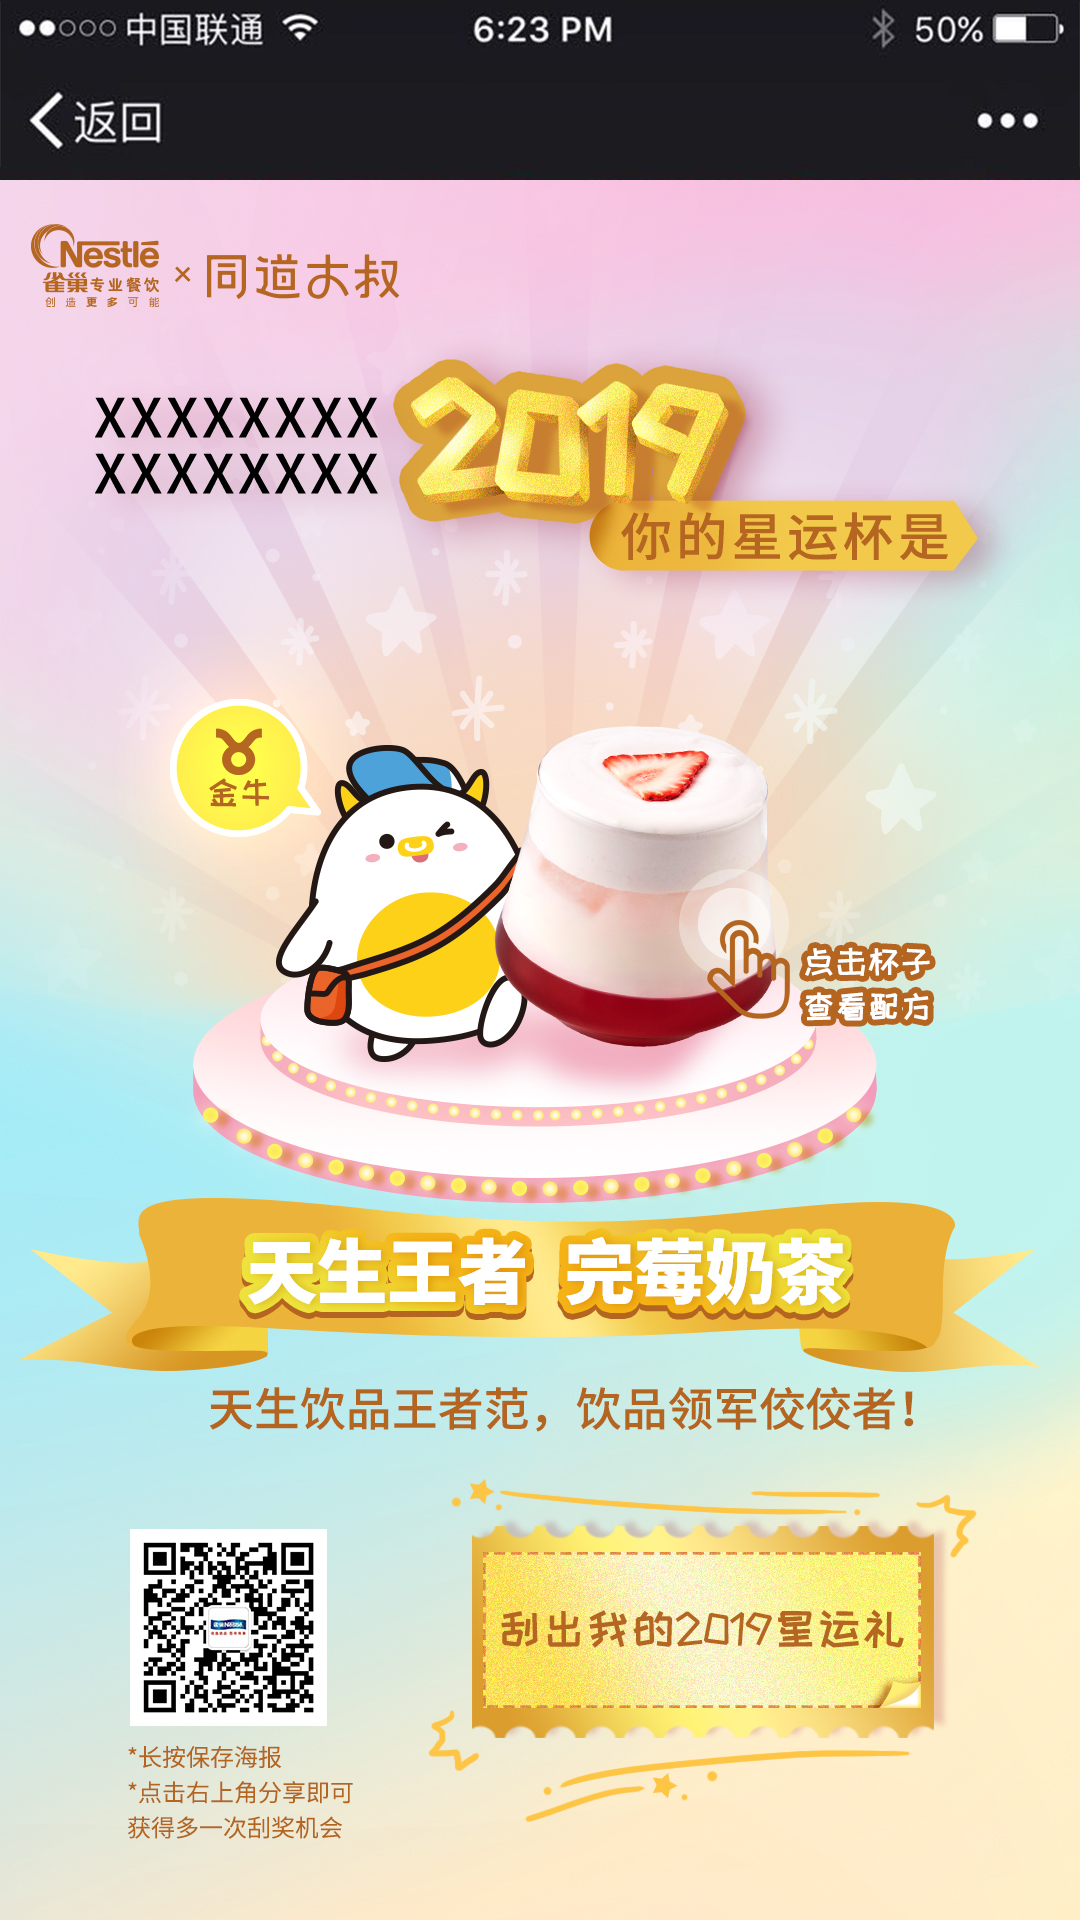 中国联通
6:23 PM
50%
返回
Nestlé
雀巢专业餐饮
创造更多可能
×
同道大叔
XXXXXXXX
XXXXXXXX
2019
你的星运杯是
金牛
点击杯子
查看配方
天生王者 完莓奶茶
天生饮品王者范，饮品领军佼佼者！
刮出我的2019星运礼
*长按保存海报
*点击右上角分享即可
获得多一次刮奖机会